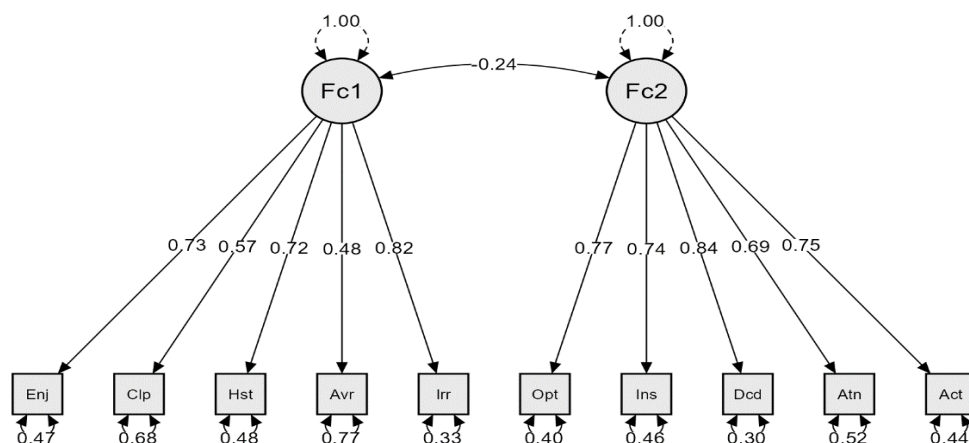 1.00 1.00
-0.24
Fc1 Fc2
0.73 0.57 0.72 0.48 0.82 0.77 0.74 0.84 0.69 0.75
Enj Clp Hst Avr Irr Opt Ins Dcd Atn Act
0.47 0.68 0.48 0.77 0.33 0.40 0.46 0.30 0.52 0.44